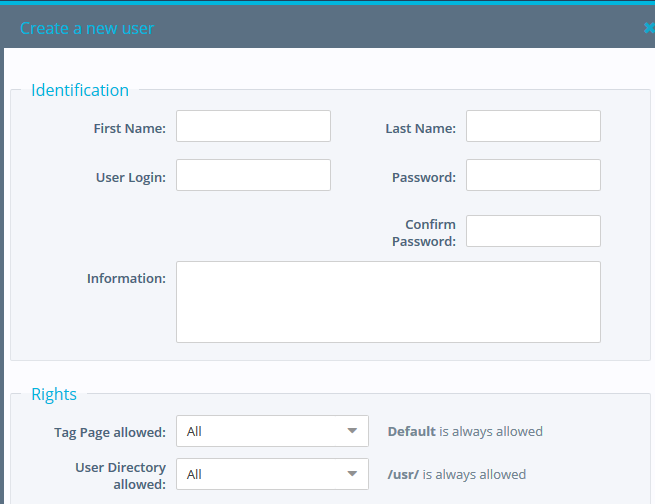 Create a new user
Identification
First Name:
Last Name:
User Login:
Password:
Confirm
Password:
Information:
Rights
Tag Page allowed:
All
Default is always allowed
User Directory
allowed:
All
/usr/ is always allowed